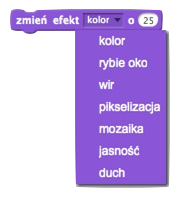 zmień efekt kolor o 25
kolor
rybie oko
wir
pikselizacja
mozaika
jasność
duch